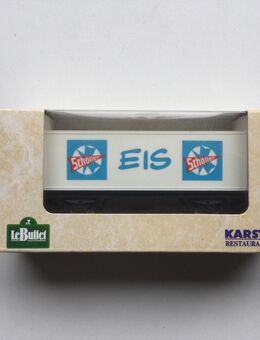 Schöller EIS Schöller
LeBuffet
KARST
RESTAURA